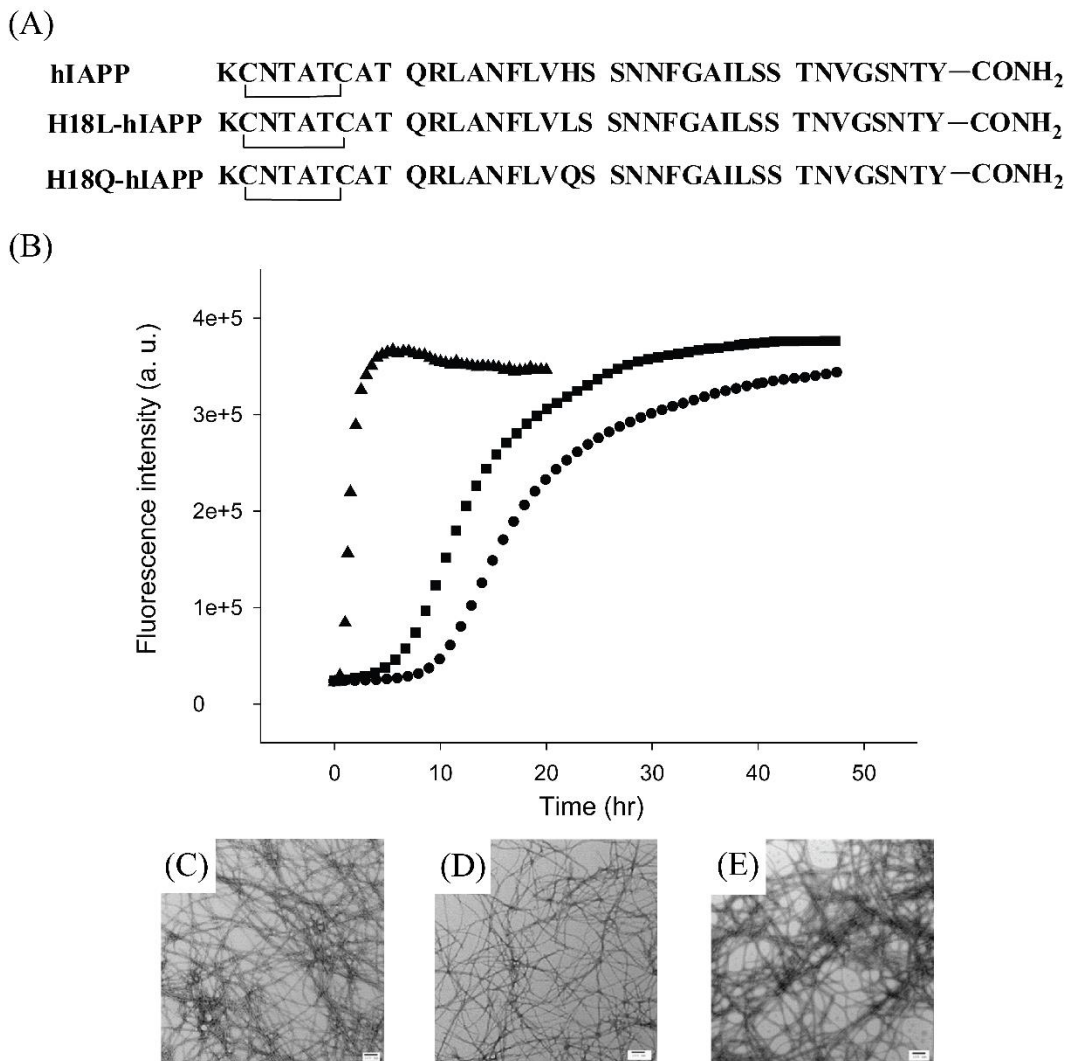 (A)
hIAPP KCNTATCAT QRLANFLVHS SNNFGAILSS TNVGSNTY—CONH₂
H18L-hIAPP KCNTATCAT QRLANFLVLS SNNFGAILSS TNVGSNTY—CONH₂
H18Q-hIAPP KCNTATCAT QRLANFLVQS SNNFGAILSS TNVGSNTY—CONH₂
(B)
Fluorescence intensity (a. u.)
4e+5
3e+5
2e+5
1e+5
0
0 10 20 30 40 50
Time (hr)
(C) (D) (E)